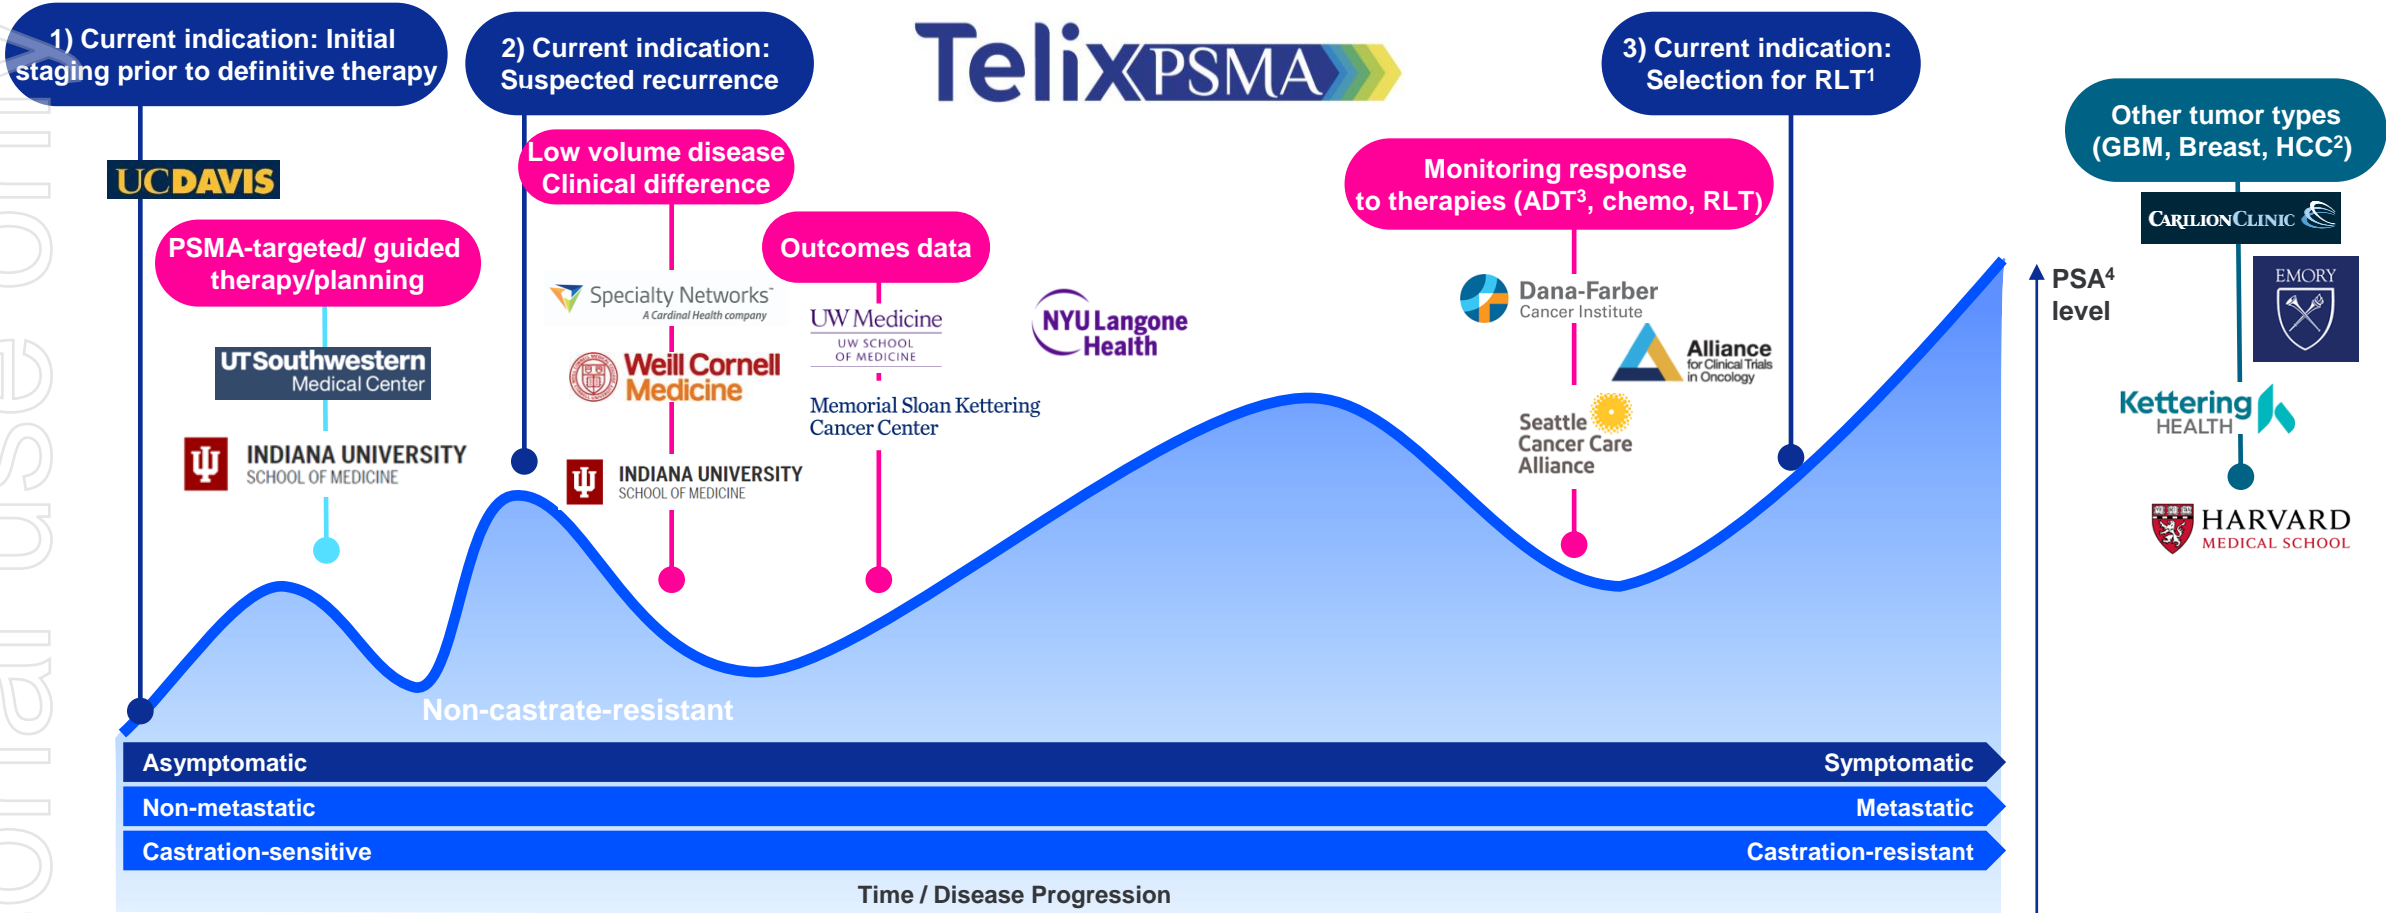 1) Current indication: Initial
staging prior to definitive therapy
2) Current indication:
Suspected recurrence
TelixPSMA
3) Current indication:
Selection for RLT¹
Other tumor types
(GBM, Breast, HCC²)
UCDAVIS
Low volume disease
Clinical difference
Monitoring response
to therapies (ADT³, chemo, RLT)
CARILIONCLINIC
PSMA-targeted/ guided
therapy/planning
Outcomes data
EMORY
PSA⁴
level
Specialty Networks™
A Cardinal Health company
UW Medicine
UW SCHOOL
OF MEDICINE
NYU Langone
Health
Dana-Farber
Cancer Institute
Alliance
for Clinical Trials
in Oncology
UTSouthwestern
Medical Center
Weill Cornell
Medicine
Memorial Sloan Kettering
Cancer Center
Seattle
Cancer Care
Alliance
Kettering
HEALTH
INDIANA UNIVERSITY
SCHOOL OF MEDICINE
INDIANA UNIVERSITY
SCHOOL OF MEDICINE
HARVARD
MEDICAL SCHOOL
Non-castrate-resistant
Asymptomatic
Symptomatic
Non-metastatic
Metastatic
Castration-sensitive
Castration-resistant
Time / Disease Progression
onal use only